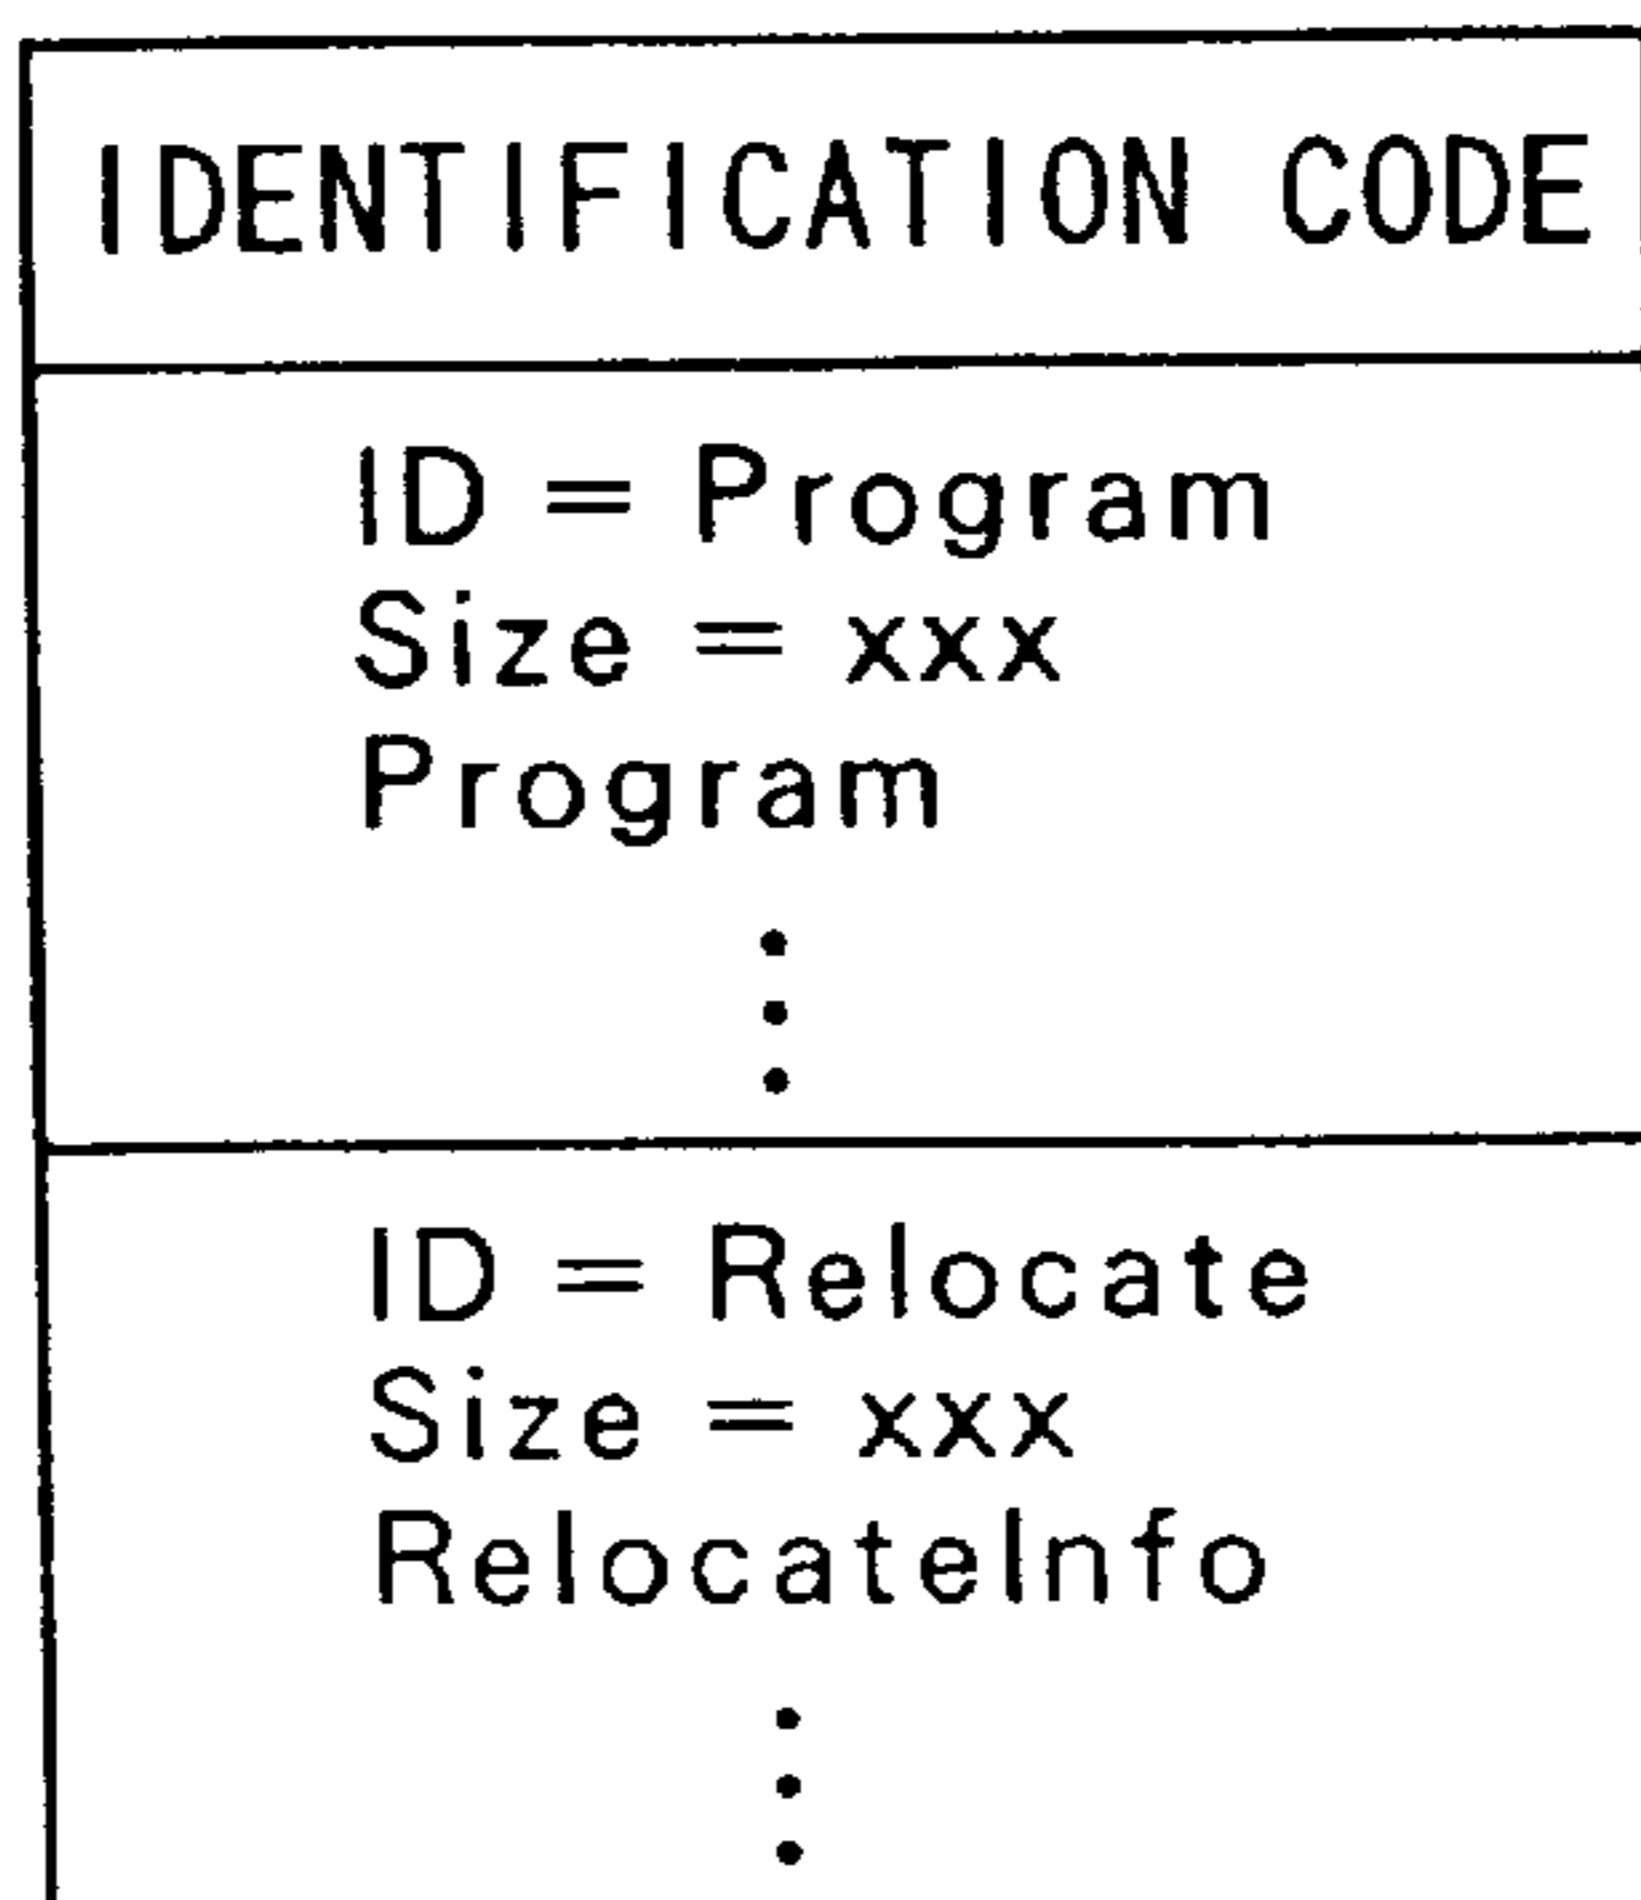 IDENTIFICATION CODE
ID = Program
Size = xxx
Program
ID = Relocate
Size = xxx
RelocateInfo